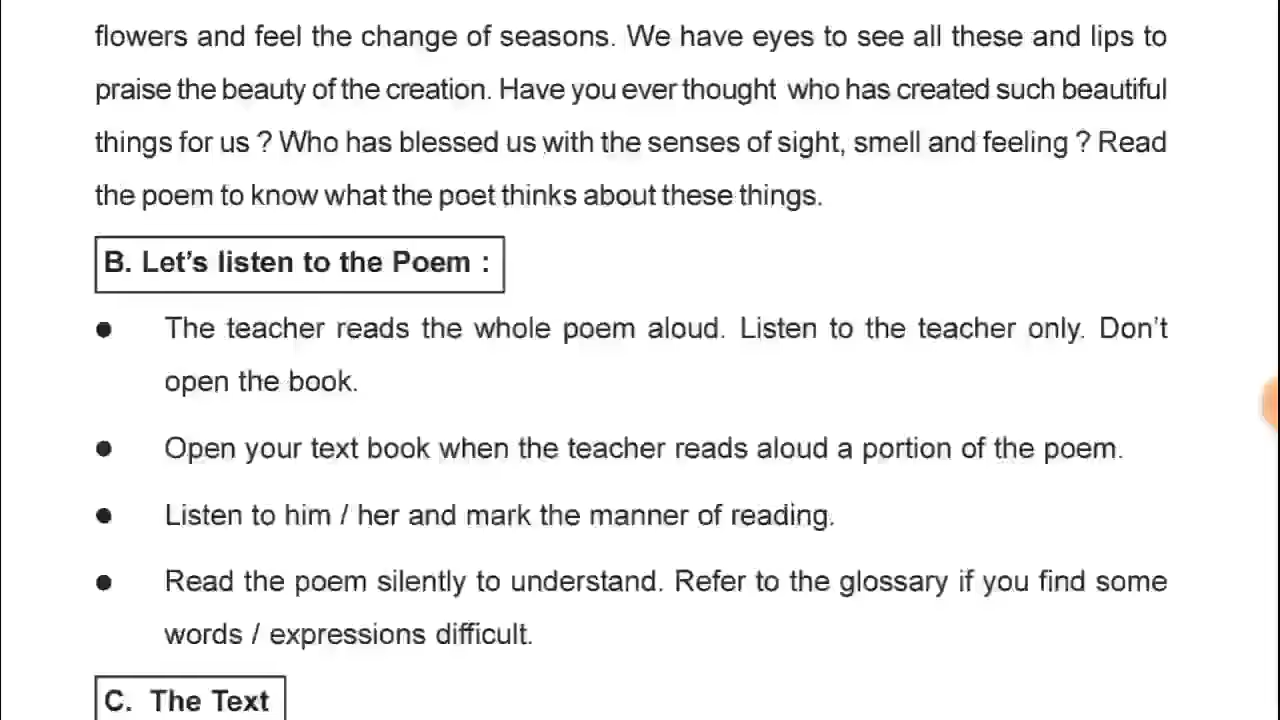 flowers and feel the change of seasons. We have eyes to see all these and lips to
praise the beauty of the creation. Have you ever thought who has created such beautiful
things for us ? Who has blessed us with the senses of sight, smell and feeling ? Read
the poem to know what the poet thinks about these things.
B. Let's listen to the Poem :
● The teacher reads the whole poem aloud. Listen to the teacher only. Don't
open the book.
● Open your text book when the teacher reads aloud a portion of the poem.
● Listen to him / her and mark the manner of reading.
● Read the poem silently to understand. Refer to the glossary if you find some
words / expressions difficult.
C. The Text